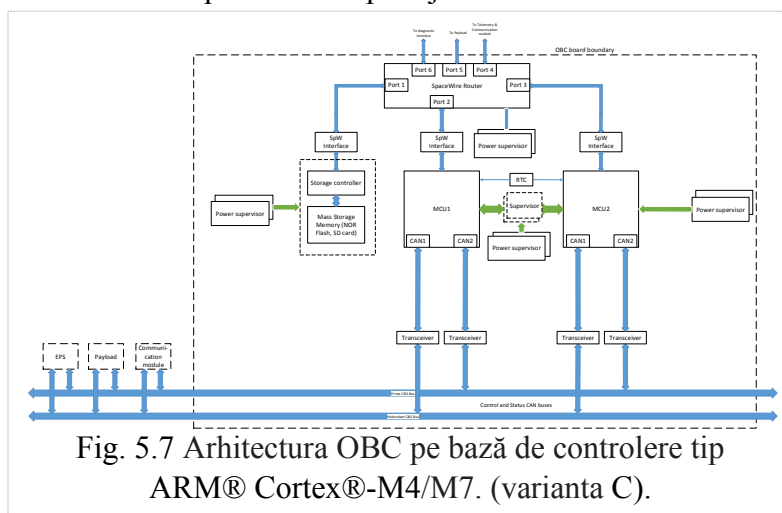 To diagnostic
interface
To Payload
To Telemetry &
Communication
module
OBC board boundary
Port 6
Port 5
Port 4
Port 1
SpaceWire Router
Port 3
Port 2
SpW
Interface
SpW
Interface
Power supervisor
SpW
Interface
Storage controller
Mass Storage
Memory (NOR
Flash, SD card)
Power supervisor
RTC
MCU1
Supervisor
MCU2
Power supervisor
Power supervisor
CAN1
CAN2
CAN1
CAN2
Transceiver
Transceiver
Transceiver
Transceiver
EPS
Payload
Communi-
cation
module
Control and Status CAN buses
Fig. 5.7 Arhitectura OBC pe bază de controlere tip
ARM® Cortex®-M4/M7. (varianta C).